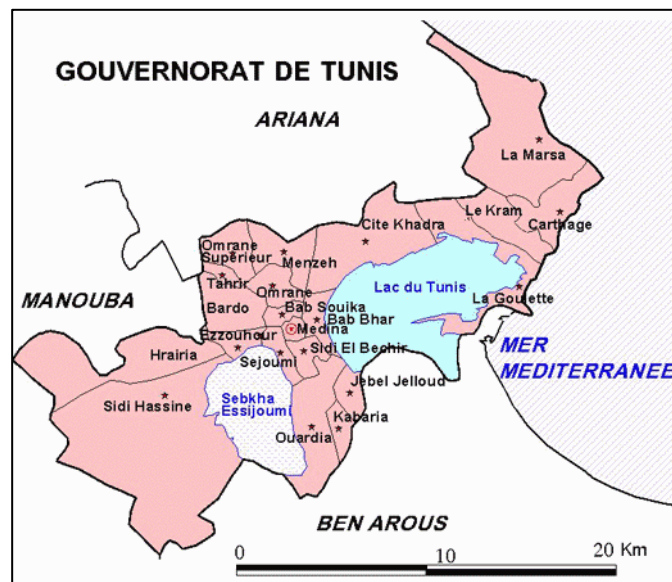 GOUVERNORAT DE TUNIS
ARIANA
La Marsa
Le Kram
Carthage
Cite Khadra
Omrane
Superieur
Menzeh
Tahrir
Omrane
Lac du Tunis
La Goulette
MANOUBA
Bardo
Bab Souika
Bab Bhar
Medina
Ezzouhour
MER
MEDITERRANEE
Hrairia
Sejoumi
Sidi El Bechir
Jebel Jelloud
Sidi Hassine
Sebkha
Essijoumi
Kabaria
Ouardia
BEN AROUS
0
10
20 Km